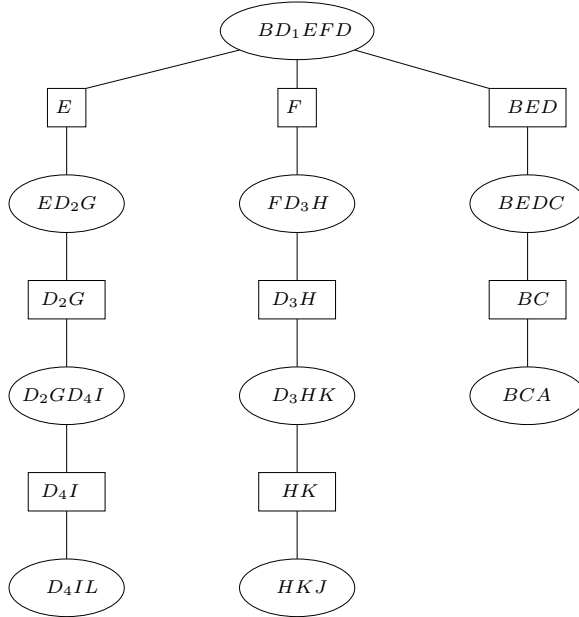 BD₁EFD
E F BED
ED₂G FD₃H BEDC
D₂G D₃H BC
D₂GD₄I D₃HK BCA
D₄I HK
D₄IL HKJ